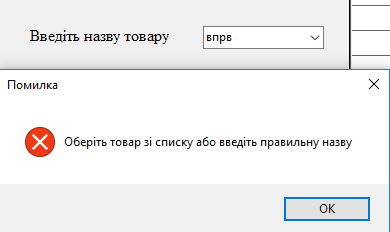 Введіть назву товару
впрв
Помилка
Оберіть товар зі списку або введіть правильну назву
OK